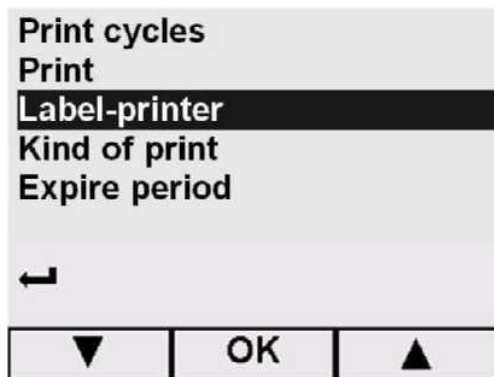 Print cycles
Print
Label-printer
Kind of print
Expire period
OK